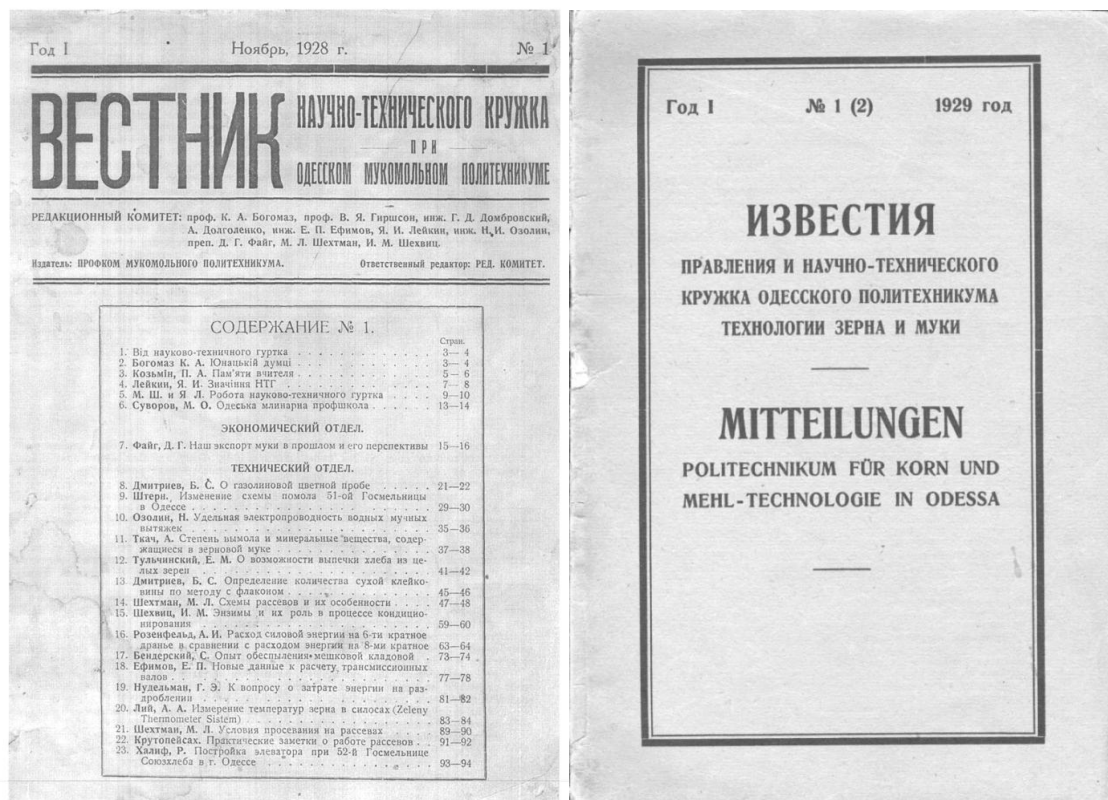 Год I Ноябрь, 1928 г. № 1
ВЕСТНИК
НАУЧНО-ТЕХНИЧЕСКОГО КРУЖКА
ПРИ
ОДЕССКОМ МУКОМОЛЬНОМ ПОЛИТЕХНИКУМЕ
РЕДАКЦИОННЫЙ КОМИТЕТ: проф. К. А. Богомаз, проф. В. Я. Гиршсон, инж. Г. Д. Домбровский,
А. Долголенко, инж. Е. П. Ефимов, Я. И. Лейкин, инж. Н. И. Озолин,
преп. Д. Г. Файг, М. Л. Шехтман, И. М. Шехвиц.
Издатель: ПРОФКОМ МУКОМОЛЬНОГО ПОЛИТЕХНИКУМА. Ответственный редактор: РЕД. КОМИТЕТ.
СОДЕРЖАНИЕ № 1.
Стран.
1. Від науково-техничного гуртка . . . . . . . . . . . . 3— 4
2. Богомаз К. А. Юнацькій думці . . . . . . . . . . . . 3— 4
3. Козьмін, П. А. Пам'яти вчителя . . . . . . . . . . . . 5— 6
4. Лейкин, Я. И. Значіння НТГ . . . . . . . . . . . . 7— 8
5. М. Ш. и Я Л. Робота науково-техничного гуртка . . . . 9—10
6. Суворов, М. О. Одеська млинарна профшкола . . . . . 13—14
ЭКОНОМИЧЕСКИЙ ОТДЕЛ.
7. Файг, Д. Г. Наш экспорт муки в прошлом и его перспективы 15—16
ТЕХНИЧЕСКИЙ ОТДЕЛ.
8. Дмитриев, Б. С. О газолиновой цветной пробе . . . . . 21—22
9. Штерн. Изменение схемы помола 51-ой Госмельницы
в Одессе . . . . . . . . . . . . 29—30
10. Озолин, Н. Удельная электропроводность водных мучных
вытяжек . . . . . . . . . . . . 35—36
11. Ткач, А. Степень вымола и минеральные вещества, содер-
жащиеся в зерновой муке . . . . . . . . . . . . 37—38
12. Тульчинский, Е. М. О возможности выпечки хлеба из це-
лых зерен . . . . . . . . . . . . 41—42
13. Дмитриев, Б. С. Определение количества сухой клейко-
вины по методу с флаконом . . . . . . . . . . . . 45—46
14. Шехтман, М. Л. Схемы рассевов и их особенности . . . . 47—48
15. Шехвиц, И. М. Энзимы и их роль в процессе кондицио-
нирования . . . . . . . . . . . . 59—60
16. Розенфельд, А. И. Расход силовой энергии на 6-ти кратное
дранье в сравнении с расходом энергии на 8-ми кратное 63—64
17. Бендерский, С. Опыт обеспыления мешковой кладовой . 73—74
18. Ефимов, Е. П. Новые данные к расчету трансмиссионных
валов . . . . . . . . . . . . 77—78
19. Нудельман, Г. Э. К вопросу о затрате энергии на раз-
дроблении . . . . . . . . . . . . 81—82
20. Лий, А. А. Измерение температур зерна в силосах (Zeleny
Thermometer Sistem) . . . . . . . . . . . . 83—84
21. Шехтман, М. Л. Условия просевания на рассевах . . . . 89—90
22. Крутопейсах. Практические заметки о работе рассевов . . 91—92
23. Халиф, Р. Постройка элеватора при 52-й Госмельнице
Союзхлеба в г. Одессе . . . . . . . . . . . . 93—94
Год I № 1 (2) 1929 год
ИЗВЕСТИЯ
ПРАВЛЕНИЯ И НАУЧНО-ТЕХНИЧЕСКОГО
КРУЖКА ОДЕССКОГО ПОЛИТЕХНИКУМА
ТЕХНОЛОГИИ ЗЕРНА И МУКИ
MITTEILUNGEN
POLITECHNIKUM FÜR KORN UND
MEHL-TECHNOLOGIE IN ODESSA